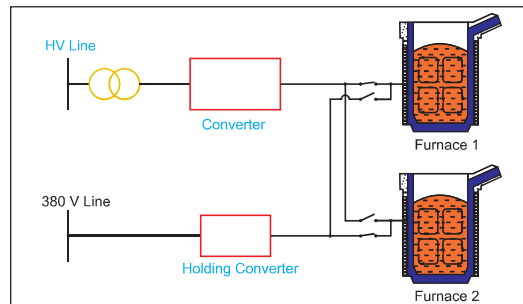 HV Line
Converter
Furnace 1
380 V Line
Holding Converter
Furnace 2